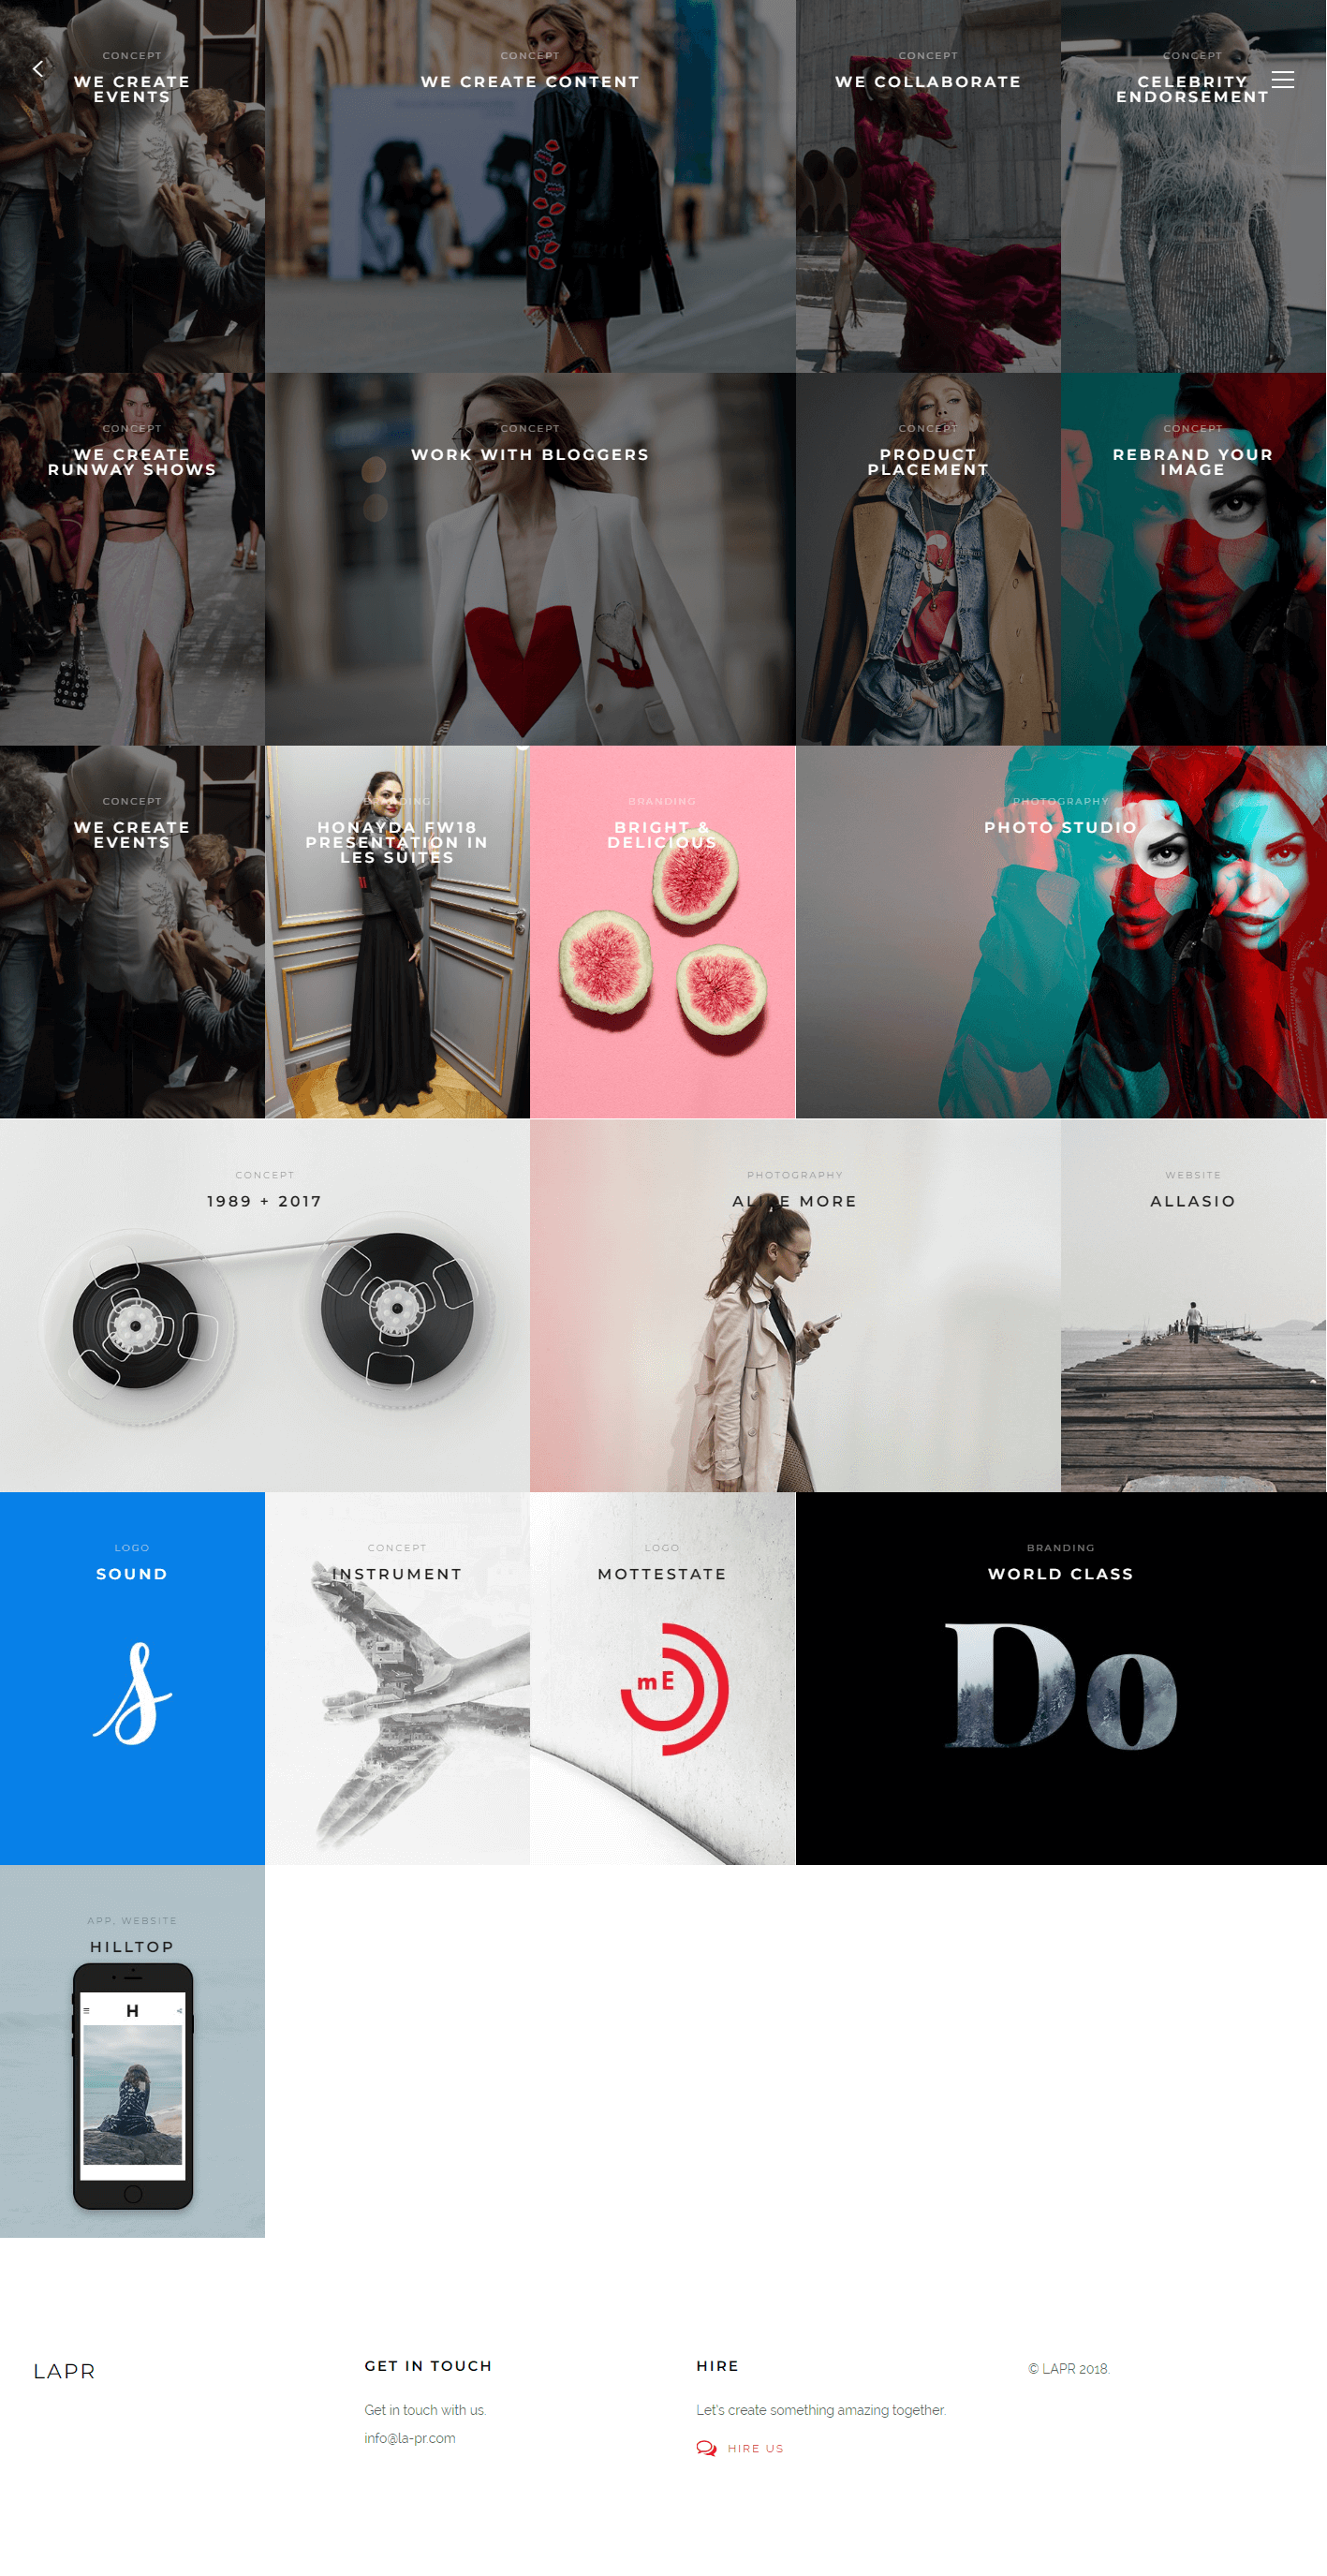 CONCEPT
WE CREATE
EVENTS
CONCEPT
WE CREATE CONTENT
CONCEPT
WE COLLABORATE
CONCEPT
CELEBRITY
ENDORSEMENT
CONCEPT
WE CREATE
RUNWAY SHOWS
CONCEPT
WORK WITH BLOGGERS
CONCEPT
PRODUCT
PLACEMENT
CONCEPT
REBRAND YOUR
IMAGE
CONCEPT
WE CREATE
EVENTS
BRANDING
HONAYDA FW18
PRESENTATION IN
LES SUITES
BRANDING
BRIGHT &
DELICIOUS
PHOTOGRAPHY
PHOTO STUDIO
CONCEPT
1989 + 2017
PHOTOGRAPHY
ALIKE MORE
WEBSITE
ALLASIO
LOGO
SOUND
S
CONCEPT
INSTRUMENT
LOGO
MOTTESTATE
mE
BRANDING
WORLD CLASS
Do
APP, WEBSITE
HILLTOP
H
LAPR
GET IN TOUCH
Get in touch with us.
info@la-pr.com
HIRE
Let's create something amazing together.
HIRE US
© LAPR 2018.